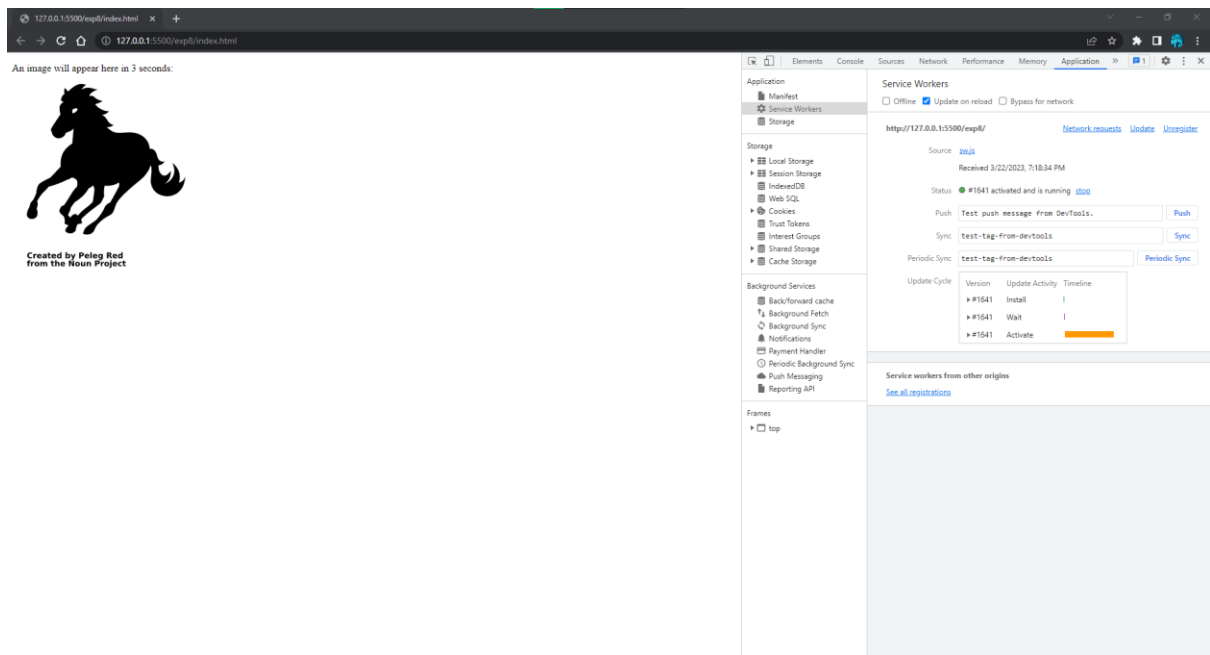 127.0.0.1:5500/exp8/index.html
127.0.0.1:5500/exp8/index.html
An image will appear here in 3 seconds:
Created by Peleg Red
from the Noun Project
Elements Console Sources Network Performance Memory Application » 1
Application
Manifest
Service Workers
Storage
Storage
Local Storage
Session Storage
IndexedDB
Web SQL
Cookies
Trust Tokens
Interest Groups
Shared Storage
Cache Storage
Background Services
Back/forward cache
Background Fetch
Background Sync
Notifications
Payment Handler
Periodic Background Sync
Push Messaging
Reporting API
Frames
top
Service Workers
Offline Update on reload Bypass for network
http://127.0.0.1:5500/exp8/ Network requests Update Unregister
Source sw.js
Received 3/22/2023, 7:18:34 PM
Status #1641 activated and is running stop
Push Test push message from DevTools. Push
Sync test-tag-from-devtools Sync
Periodic Sync test-tag-from-devtools Periodic Sync
Update Cycle Version Update Activity Timeline
#1641 Install
#1641 Wait
#1641 Activate
Service workers from other origins
See all registrations